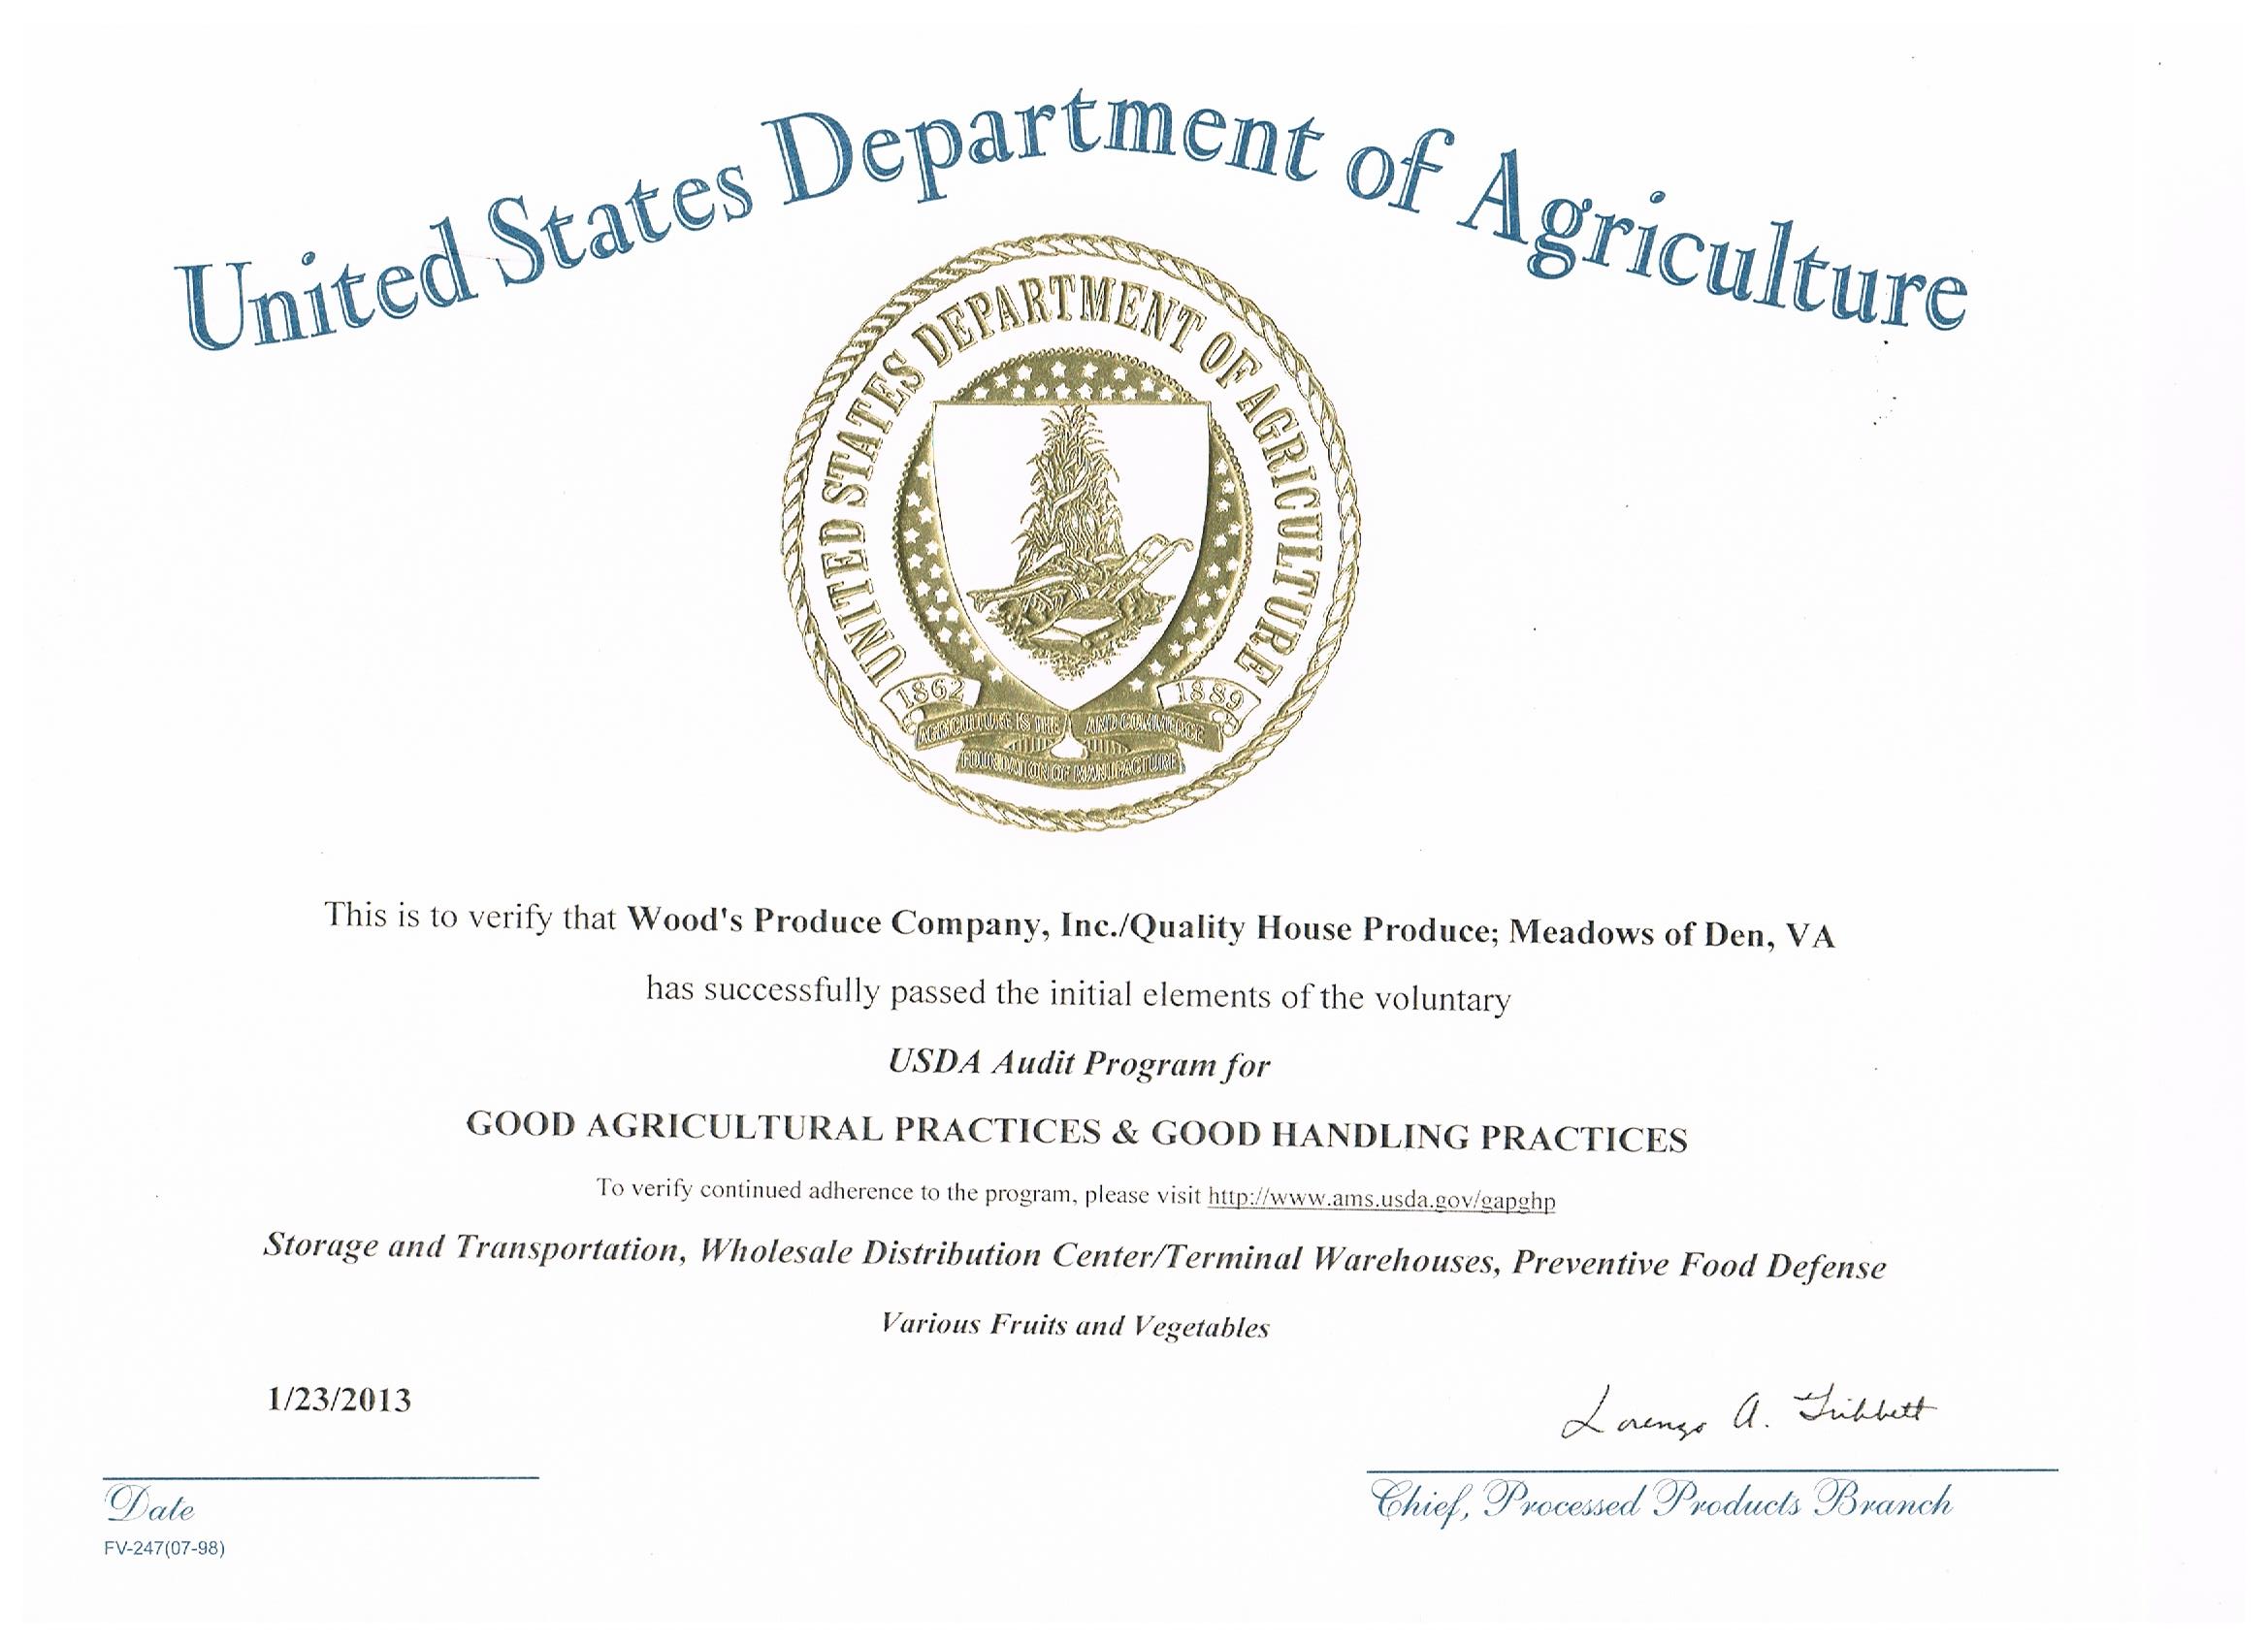 United States Department of Agriculture
UNITED STATES DEPARTMENT OF AGRICULTURE
1862 1889
AGRICULTURE IS THE AND COMMERCE
FOUNDATION OF MANUFACTURE
This is to verify that Wood's Produce Company, Inc./Quality House Produce; Meadows of Den, VA
has successfully passed the initial elements of the voluntary
USDA Audit Program for
GOOD AGRICULTURAL PRACTICES & GOOD HANDLING PRACTICES
To verify continued adherence to the program, please visit http://www.ams.usda.gov/gapghp
Storage and Transportation, Wholesale Distribution Center/Terminal Warehouses, Preventive Food Defense
Various Fruits and Vegetables
1/23/2013
Lorenzo A. Tribbett
Date
Chief, Processed Products Branch
FV-247(07-98)